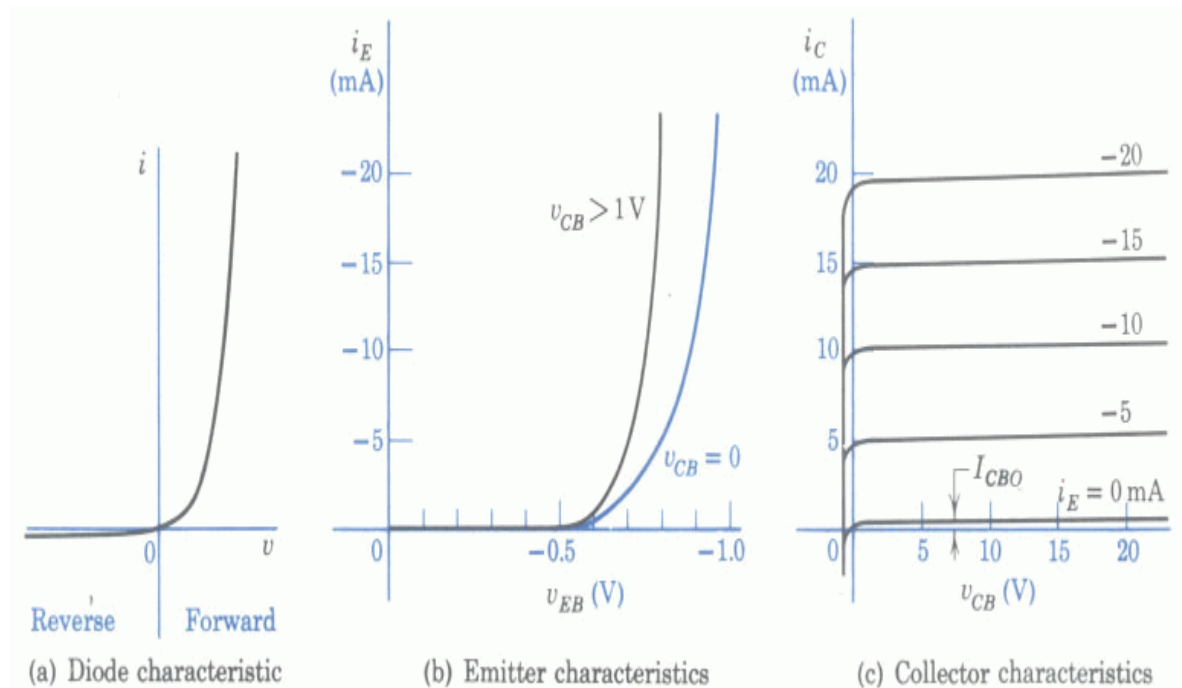 i
0
v
Reverse
Forward
(a) Diode characteristic
i_E
(mA)
−20
−15
−10
−5
v_CB > 1 V
v_CB = 0
0
−0.5
−1.0
v_EB (V)
(b) Emitter characteristics
i_C
(mA)
20
15
10
5
−20
−15
−10
−5
I_CBO
i_E = 0 mA
0
5
10
15
20
v_CB (V)
(c) Collector characteristics